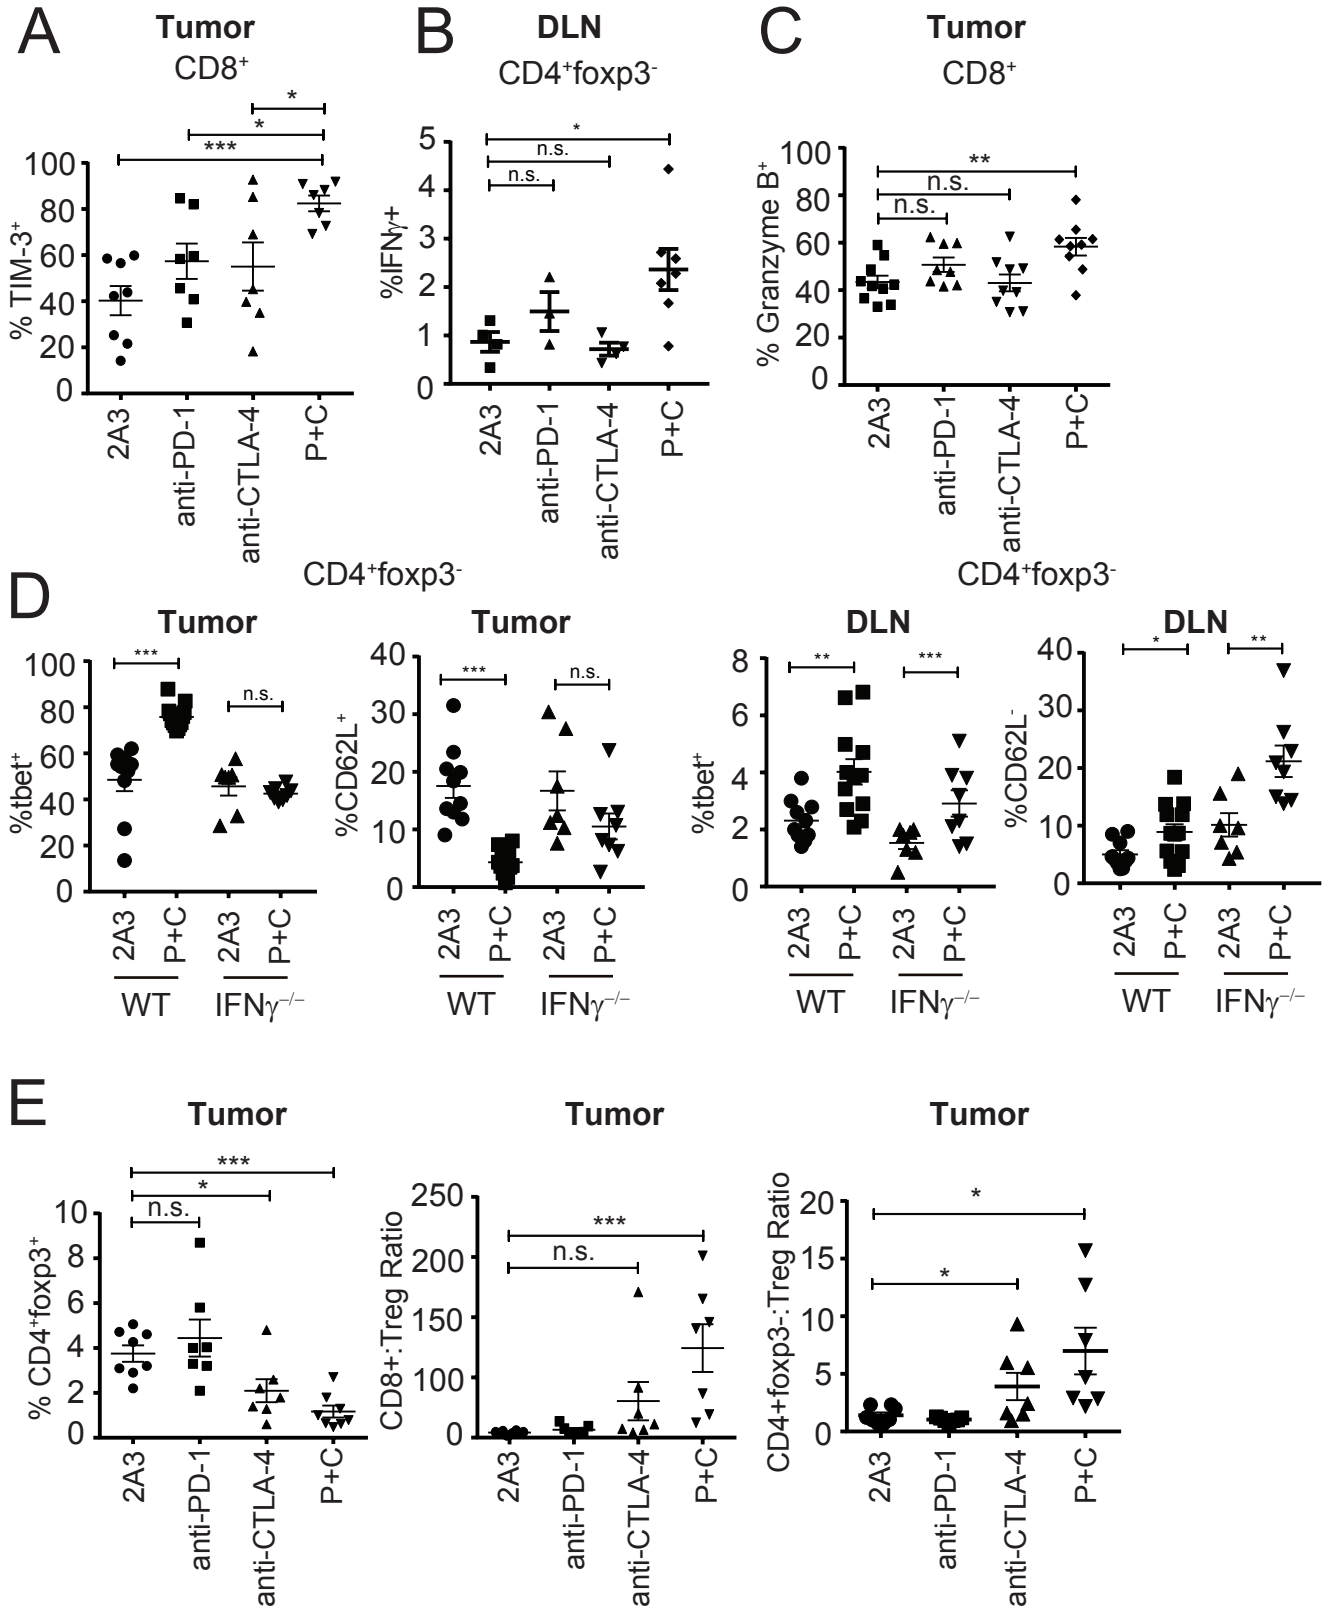 A
Tumor
CD8⁺
*
*
***
% TIM-3⁺
100
80
60
40
20
0
2A3
anti-PD-1
anti-CTLA-4
P+C
B
DLN
CD4⁺foxp3⁻
*
n.s.
n.s.
%IFNγ+
5
4
3
2
1
0
2A3
anti-PD-1
anti-CTLA-4
P+C
C
Tumor
CD8⁺
**
n.s.
n.s.
% Granzyme B⁺
100
80
60
40
20
0
2A3
anti-PD-1
anti-CTLA-4
P+C
D
CD4⁺foxp3⁻
Tumor
***
n.s.
%tbet⁺
100
80
60
40
20
0
2A3
P+C
2A3
P+C
WT
IFNγ⁻/⁻
Tumor
***
n.s.
%CD62L⁺
40
30
20
10
0
2A3
P+C
2A3
P+C
WT
IFNγ⁻/⁻
CD4⁺foxp3⁻
DLN
**
***
%tbet⁺
8
6
4
2
0
2A3
P+C
2A3
P+C
WT
IFNγ⁻/⁻
DLN
*
**
%CD62L⁻
40
30
20
10
0
2A3
P+C
2A3
P+C
WT
IFNγ⁻/⁻
E
Tumor
***
*
n.s.
% CD4⁺foxp3⁺
10
8
6
4
2
0
2A3
anti-PD-1
anti-CTLA-4
P+C
Tumor
***
n.s.
CD8+:Treg Ratio
250
200
150
100
0
2A3
anti-PD-1
anti-CTLA-4
P+C
Tumor
*
*
CD4+foxp3-:Treg Ratio
20
15
10
5
0
2A3
anti-PD-1
anti-CTLA-4
P+C